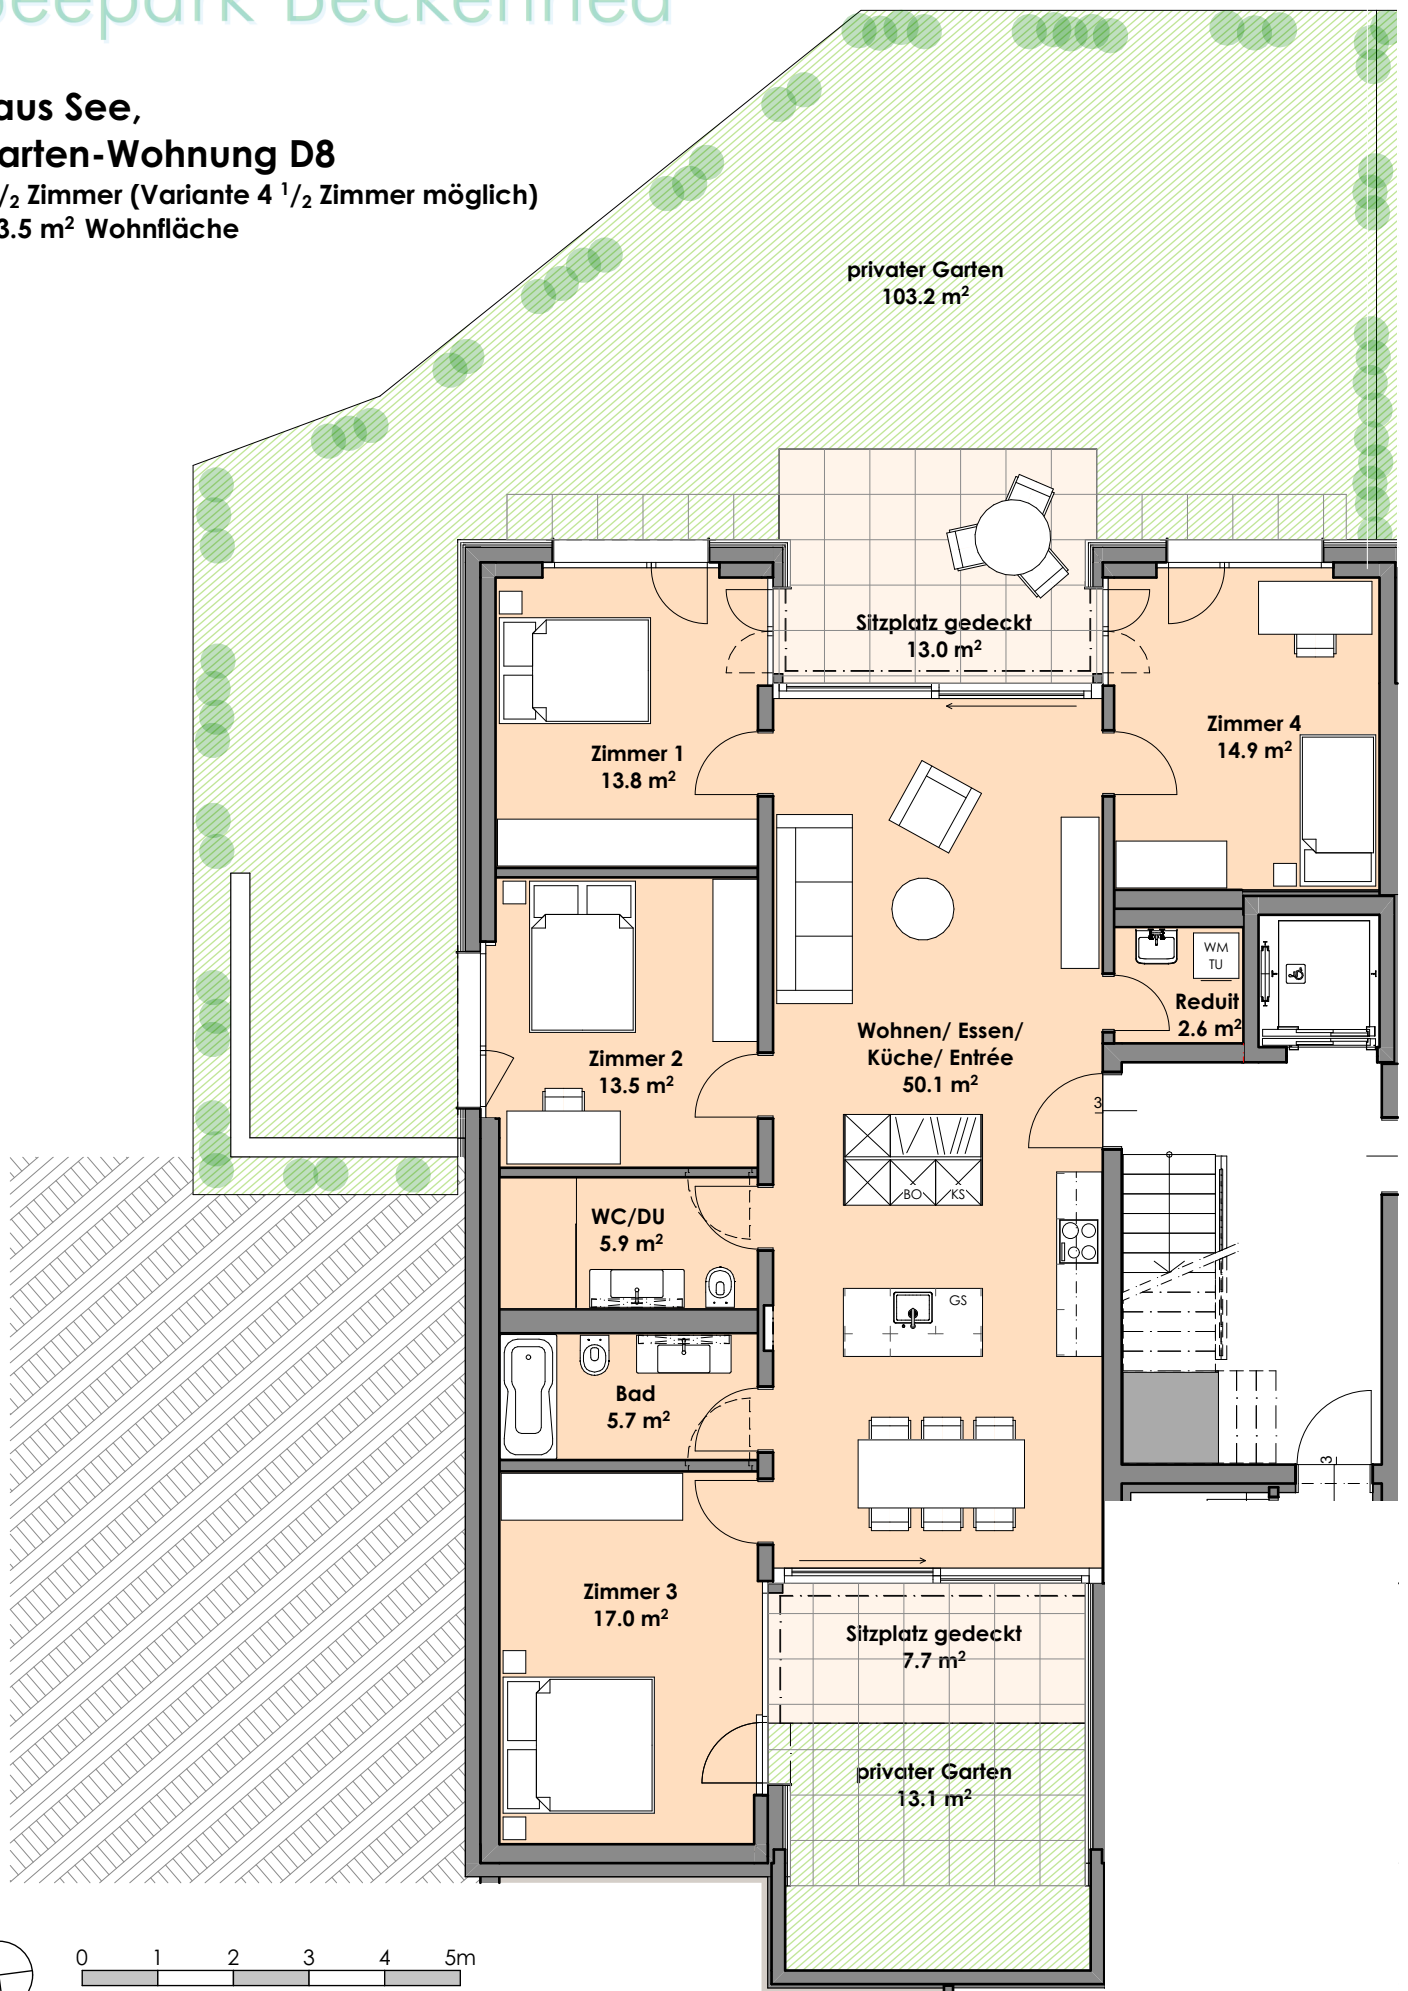 Seepark Beckenried
aus See,
arten-Wohnung D8
/2 Zimmer (Variante 4 1/2 Zimmer möglich)
3.5 m² Wohnfläche
privater Garten
103.2 m²
Sitzplatz gedeckt
13.0 m²
Zimmer 1
13.8 m²
Zimmer 4
14.9 m²
WM
TU
Reduit
2.6 m²
Wohnen/ Essen/
Küche/ Entrée
50.1 m²
Zimmer 2
13.5 m²
3
BO
KS
WC/DU
5.9 m²
GS
Bad
5.7 m²
3
Zimmer 3
17.0 m²
Sitzplatz gedeckt
7.7 m²
privater Garten
13.1 m²
0 1 2 3 4 5m